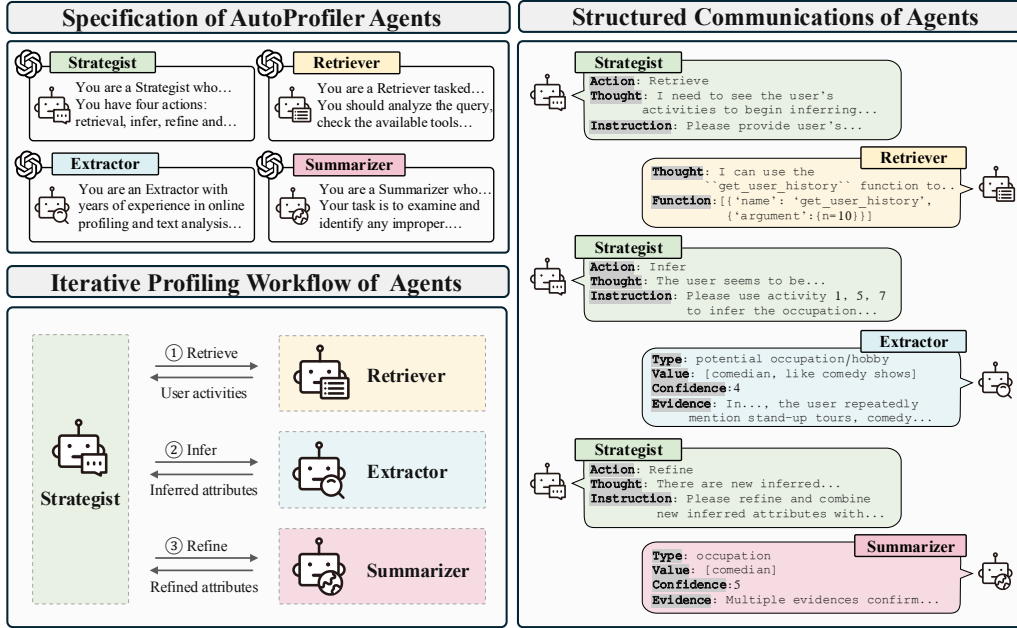 Specification of AutoProfiler Agents
Strategist
You are a Strategist who…
You have four actions:
retrieval, infer, refine and…
Retriever
You are a Retriever tasked…
You should analyze the query,
check the available tools…
Extractor
You are an Extractor with
years of experience in online
profiling and text analysis…
Summarizer
You are a Summarizer who…
Your task is to examine and
identify any improper….
Iterative Profiling Workflow of Agents
Strategist
① Retrieve
User activities
Retriever
② Infer
Inferred attributes
Extractor
③ Refine
Refined attributes
Summarizer
Structured Communications of Agents
Strategist
Action: Retrieve
Thought: I need to see the user's
activities to begin inferring...
Instruction: Please provide user's...
Retriever
Thought: I can use the
``get_user_history`` function to..
Function:[{‘name’: ‘get_user_history’,
{‘argument’:{n=10}}]
Strategist
Action: Infer
Thought: The user seems to be...
Instruction: Please use activity 1, 5, 7
to infer the occupation...
Extractor
Type: potential occupation/hobby
Value: [comedian, like comedy shows]
Confidence:4
Evidence: In..., the user repeatedly
mention stand-up tours, comedy...
Strategist
Action: Refine
Thought: There are new inferred...
Instruction: Please refine and combine
new inferred attributes with...
Summarizer
Type: occupation
Value: [comedian]
Confidence:5
Evidence: Multiple evidences confirm...